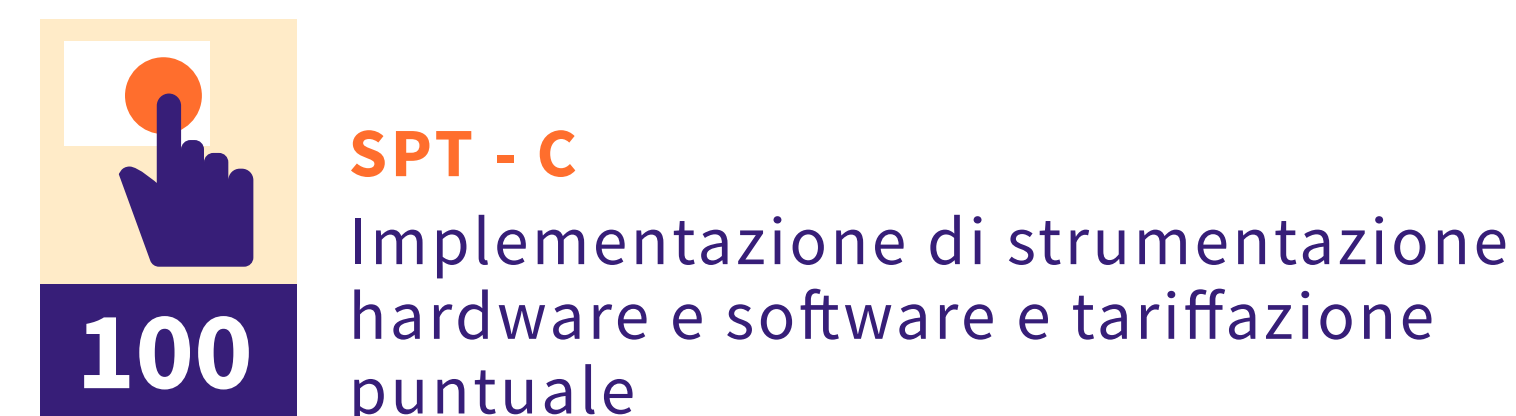 SPT - C
Implementazione di strumentazione
hardware e software e tariffazione
puntuale
100